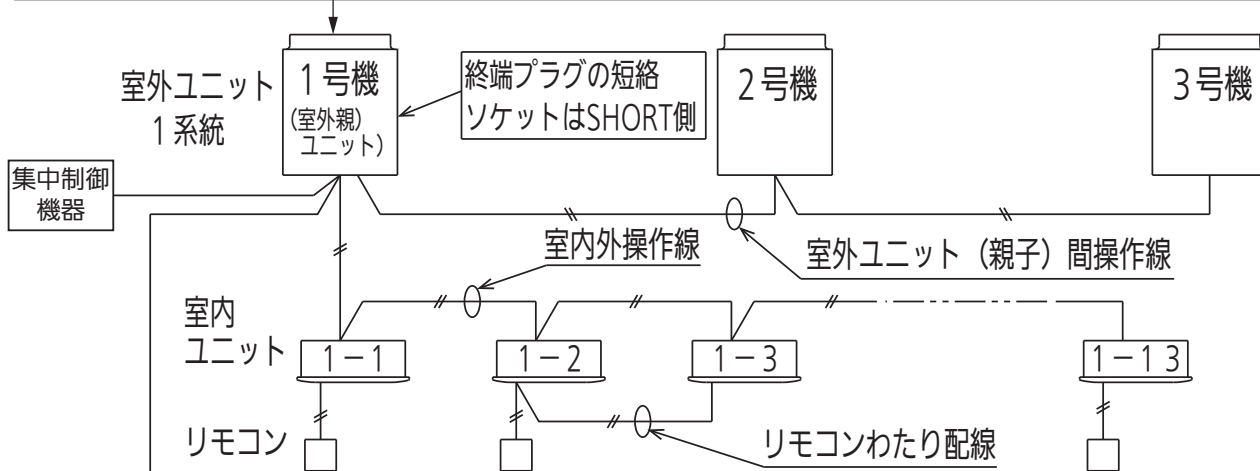 室外ユニット
1系統
1号機
(室外親)
ユニット)
終端プラグの短絡
ソケットはSHORT側
2号機
3号機
集中制御
機器
室内外操作線
室外ユニット（親子）間操作線
室内
ユニット
1－1
1－2
1－3
1－13
リモコン
リモコンわたり配線